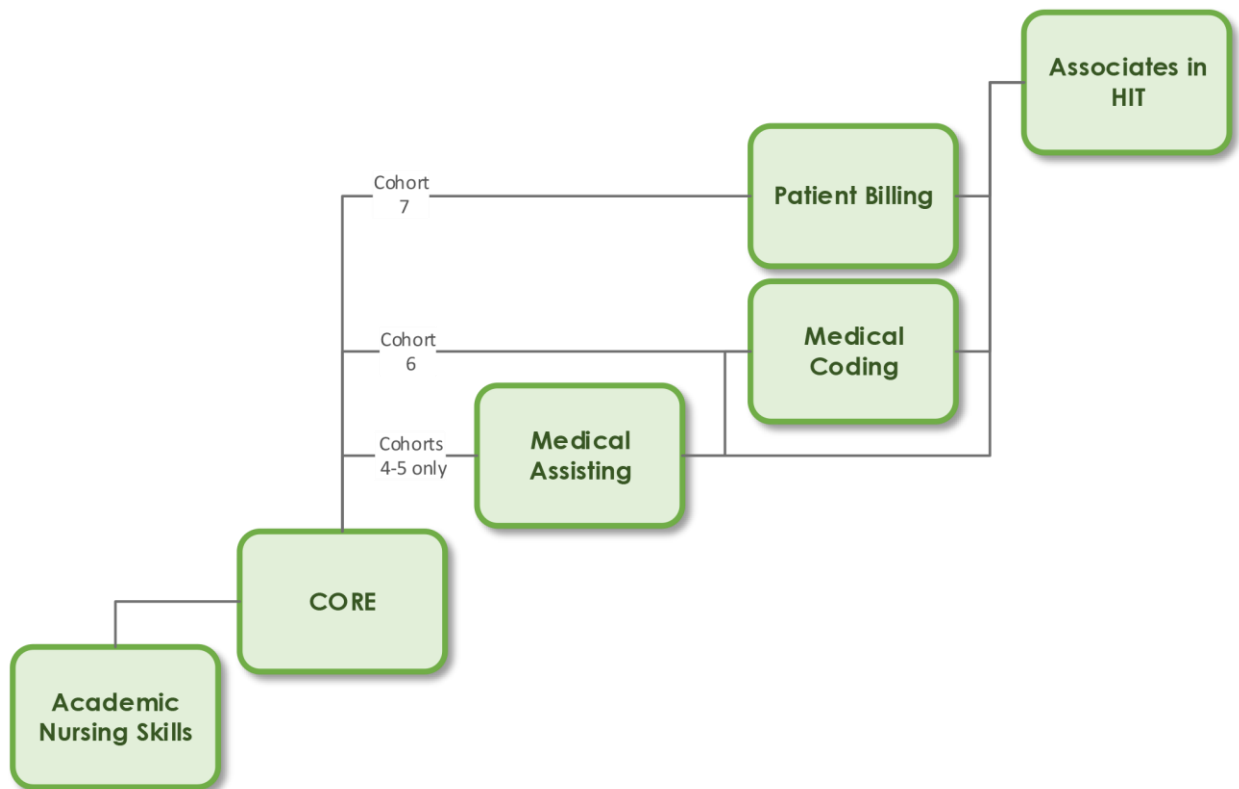 Associates in
HIT
Cohort
7
Patient Billing
Cohort
6
Medical
Coding
Cohorts
4-5 only
Medical
Assisting
CORE
Academic
Nursing Skills